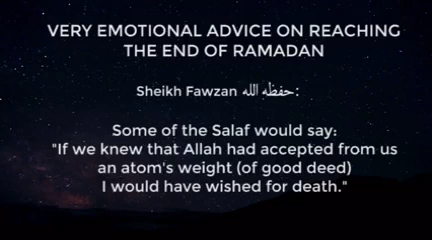 VERY EMOTIONAL ADVICE ON REACHING
THE END OF RAMADAN
Sheikh Fawzan حفظه الله:
Some of the Salaf would say:
"If we knew that Allah had accepted from us
an atom's weight (of good deed)
I would have wished for death."